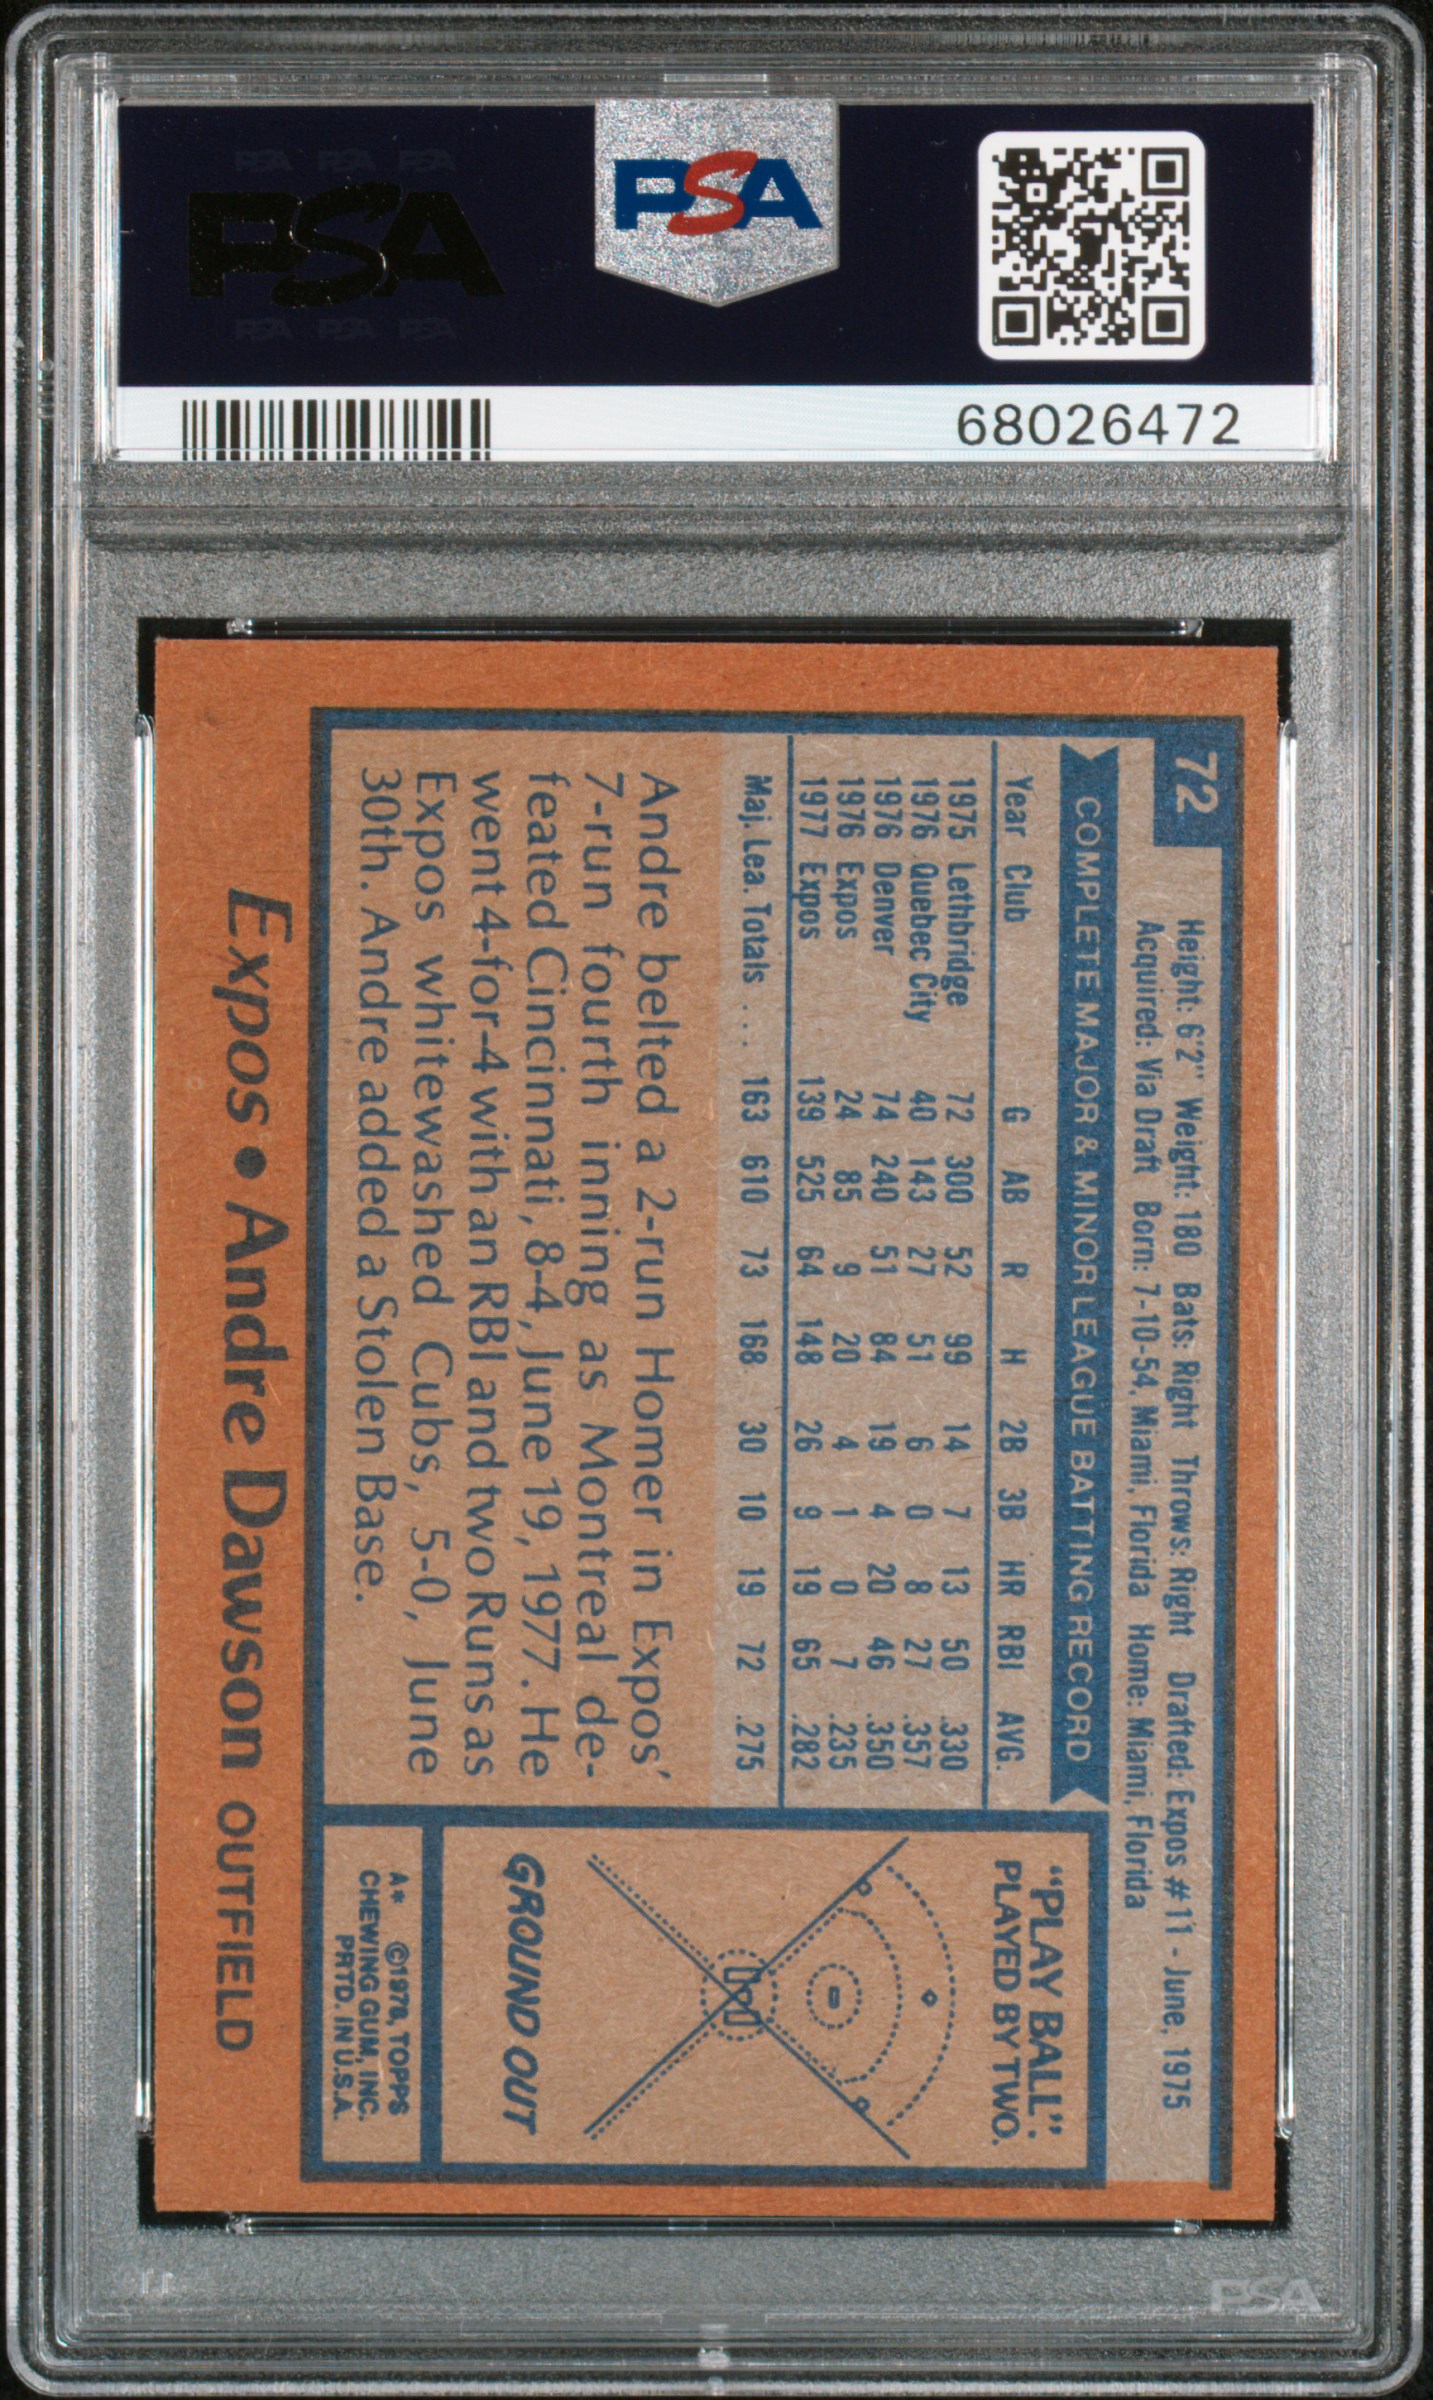 PSA PSA PSA
PSA
PSA PSA PSA
PSA
68026472
72
Height: 6'2" Weight: 180 Bats: Right Throws: Right Drafted: Expos #11 - June, 1975
Acquired: Via Draft Born: 7-10-54, Miami, Florida Home: Miami, Florida
COMPLETE MAJOR & MINOR LEAGUE BATTING RECORD
Year Club G AB R H 2B 3B HR RBI AVG.
1975 Lethbridge 72 300 52 99 14 7 13 50 .330
1976 Quebec City 40 143 27 51 6 0 8 27 .357
1976 Denver 74 240 51 84 19 4 20 46 .350
1976 Expos 24 85 9 20 4 1 0 7 .235
1977 Expos 139 525 64 148 26 9 19 65 .282
Maj. Lea. Totals ... 163 610 73 168 30 10 19 72 .275
Andre belted a 2-run Homer in Expos'
7-run fourth inning as Montreal de-
feated Cincinnati, 8-4, June 19, 1977. He
went 4-for-4 with an RBI and two Runs as
Expos whitewashed Cubs, 5-0, June
30th. Andre added a Stolen Base.
"PLAY BALL":
PLAYED BY TWO.
GROUND OUT
A* ©1978, TOPPS
CHEWING GUM, INC.
PRTD. IN U.S.A.
Expos • Andre Dawson OUTFIELD
PSA